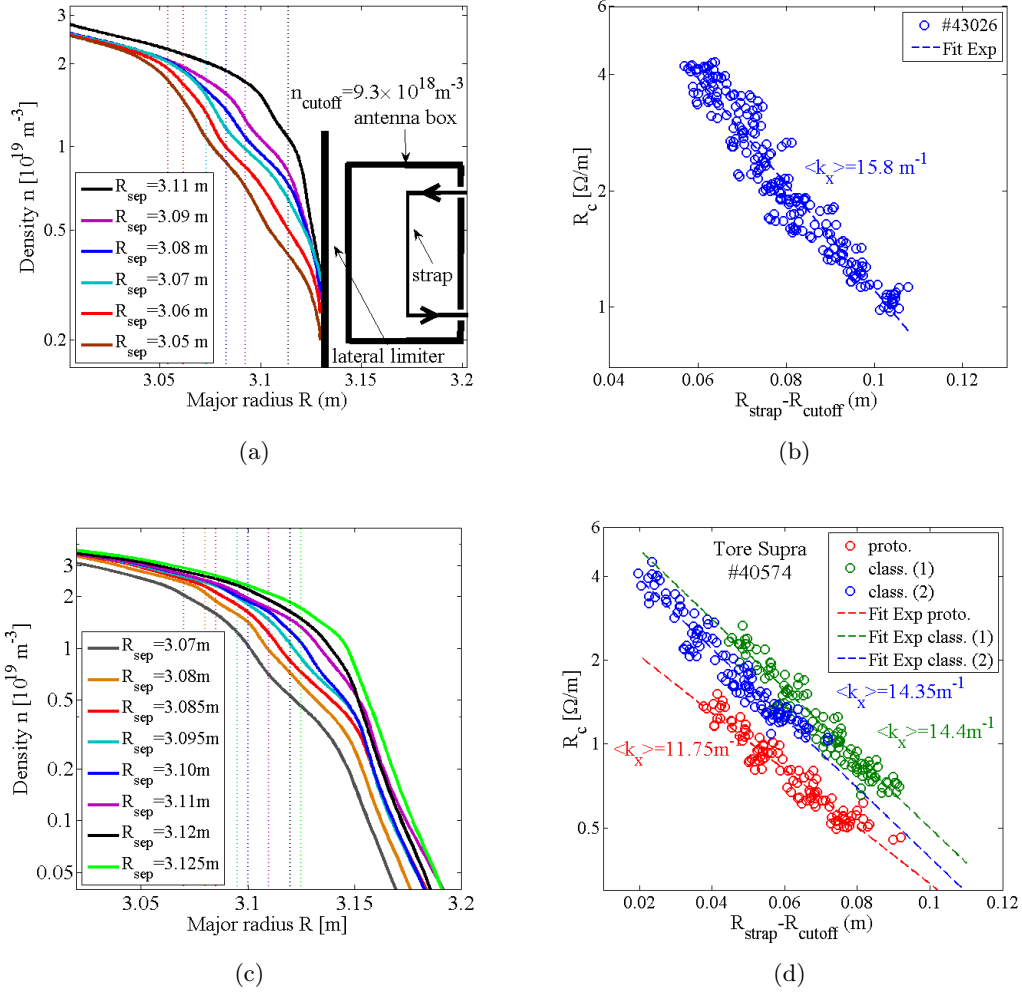 3
2
1
0.5
0.2
Density n [10^19 m^-3]
n_cutoff=9.3× 10^18m^-3
antenna box
strap
lateral limiter
R_sep=3.11 m
R_sep=3.09 m
R_sep=3.08 m
R_sep=3.07 m
R_sep=3.06 m
R_sep=3.05 m
3.05 3.1 3.15 3.2
Major radius R (m)
(a)
6
4
2
1
R_c [Ω/m]
#43026
Fit Exp
<k_x>=15.8 m^-1
0.04 0.06 0.08 0.1 0.12
R_strap-R_cutoff (m)
(b)
3
2
1
0.5
0.2
0.1
0.05
Density n [10^19 m^-3]
R_sep=3.07m
R_sep=3.08m
R_sep=3.085m
R_sep=3.095m
R_sep=3.10m
R_sep=3.11m
R_sep=3.12m
R_sep=3.125m
3.05 3.1 3.15 3.2
Major radius R [m]
(c)
6
4
2
1
0.5
R_c [Ω/m]
Tore Supra
#40574
proto.
class. (1)
class. (2)
Fit Exp proto.
Fit Exp class. (1)
Fit Exp class. (2)
<k_x>=14.35m^-1
<k_x>=14.4m^-1
<k_x>=11.75m^-1
0.02 0.04 0.06 0.08 0.1 0.12
R_strap-R_cutoff (m)
(d)